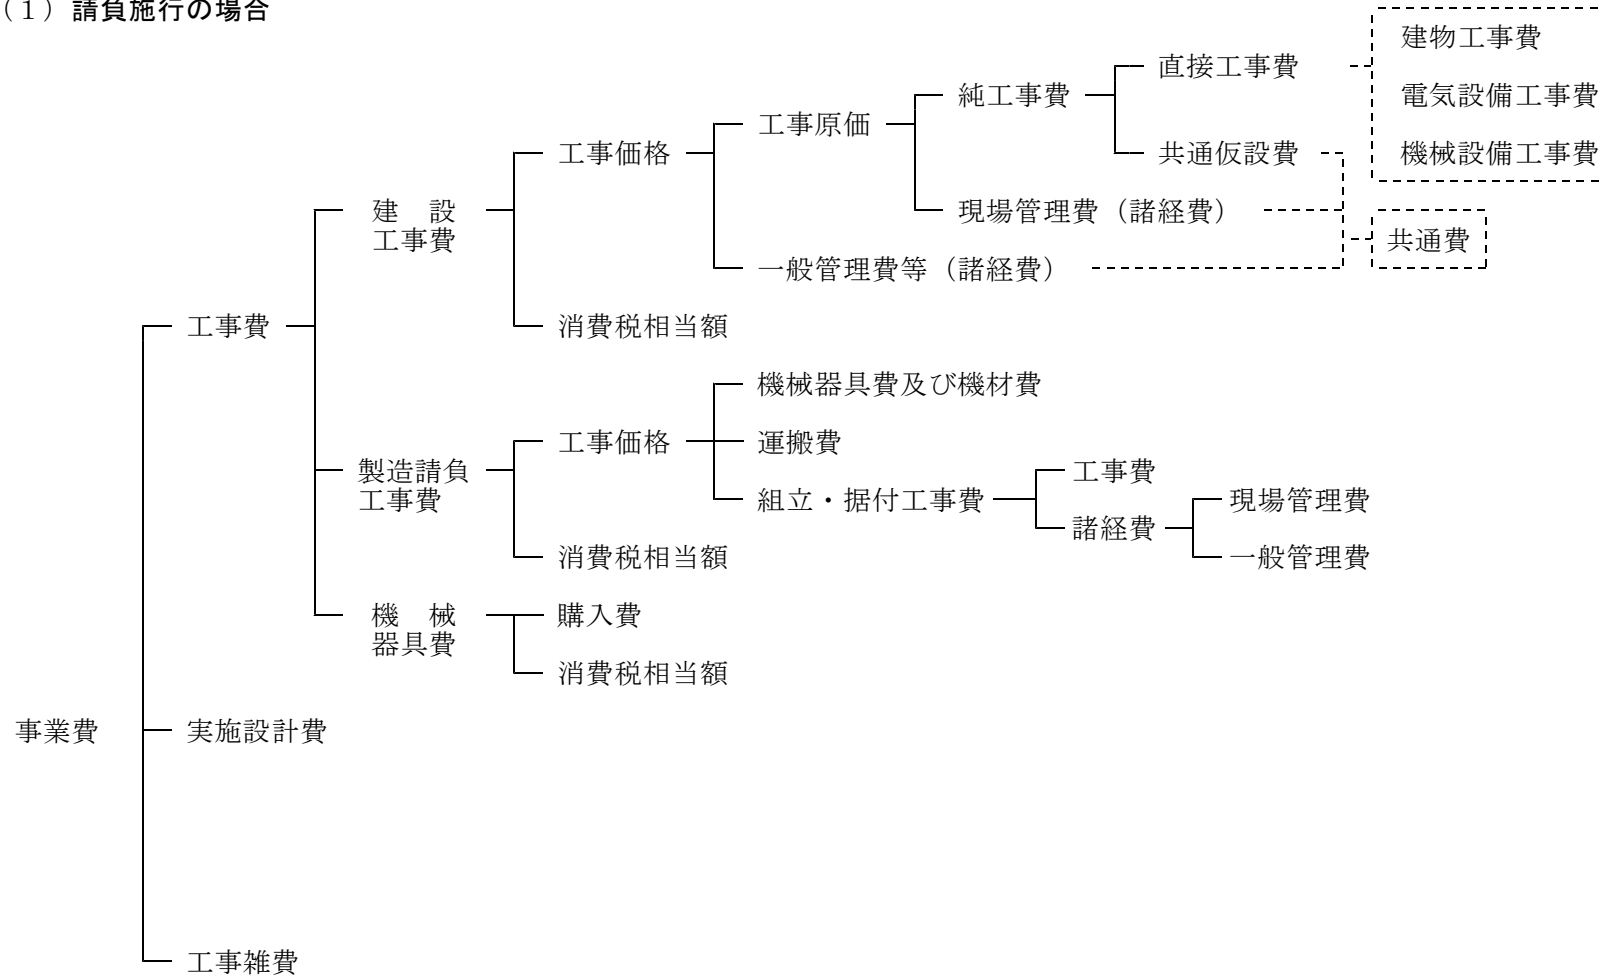 （１）請負施行の場合
建物工事費
直接工事費
電気設備工事費
純工事費
工事原価
共通仮設費
機械設備工事費
工事価格
建　設
工事費
現場管理費（諸経費）
共通費
一般管理費等（諸経費）
工事費
消費税相当額
機械器具費及び機材費
工事価格
運搬費
製造請負
工事費
組立・据付工事費
工事費
諸経費
現場管理費
一般管理費
消費税相当額
機　械
器具費
購入費
消費税相当額
事業費
実施設計費
工事雑費